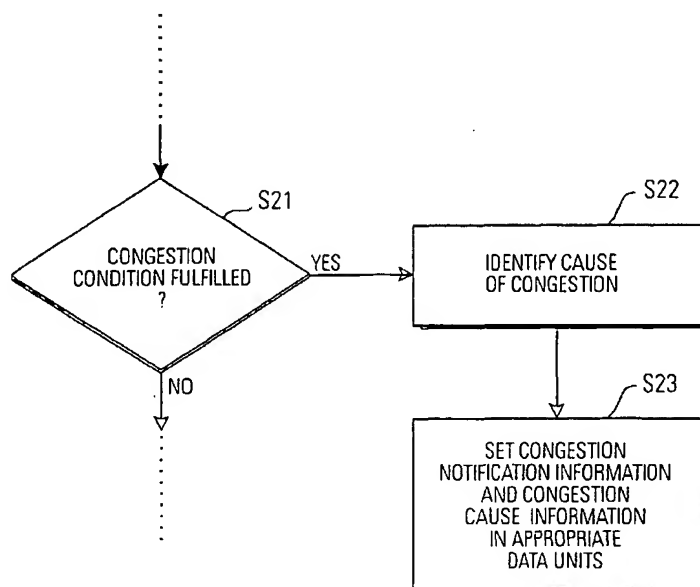 S21
CONGESTION
CONDITION FULFILLED
?
YES
NO
S22
IDENTIFY CAUSE
OF CONGESTION
S23
SET CONGESTION
NOTIFICATION INFORMATION
AND CONGESTION
CAUSE INFORMATION
IN APPROPRIATE
DATA UNITS